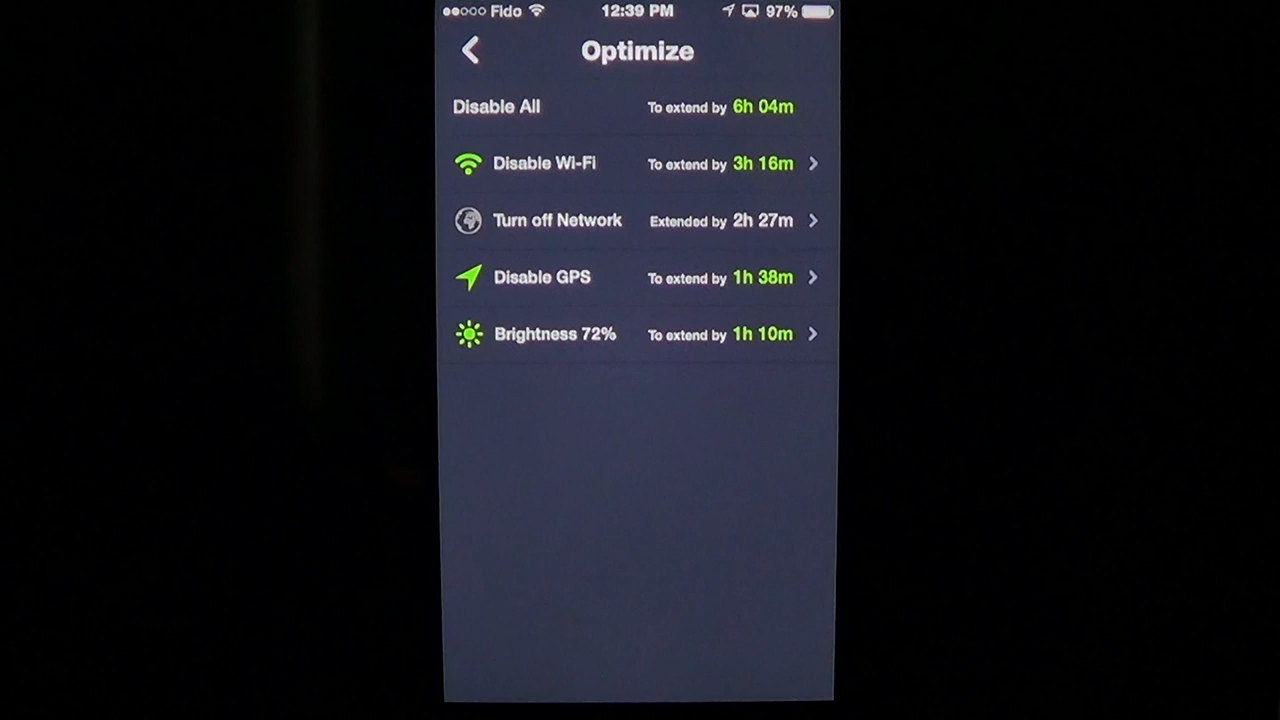 Fido 12:39 PM 97%
Optimize
Disable All To extend by 6h 04m
Disable Wi-Fi To extend by 3h 16m
Turn off Network Extended by 2h 27m
Disable GPS To extend by 1h 38m
Brightness 72% To extend by 1h 10m